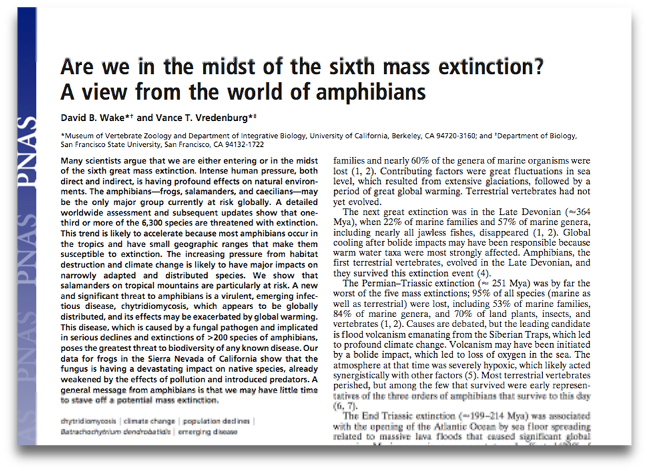 PNAS
PNAS
PNAS
PNAS
Are we in the midst of the sixth mass extinction?
A view from the world of amphibians
David B. Wake*† and Vance T. Vredenburg*‡
*Museum of Vertebrate Zoology and Department of Integrative Biology, University of California, Berkeley, CA 94720-3160; and ‡Department of Biology,
San Francisco State University, San Francisco, CA 94132-1722
Many scientists argue that we are either entering or in the midst
of the sixth great mass extinction. Intense human pressure, both
direct and indirect, is having profound effects on natural environ-
ments. The amphibians—frogs, salamanders, and caecilians—may
be the only major group currently at risk globally. A detailed
worldwide assessment and subsequent updates show that one-
third or more of the 6,300 species are threatened with extinction.
This trend is likely to accelerate because most amphibians occur in
the tropics and have small geographic ranges that make them
susceptible to extinction. The increasing pressure from habitat
destruction and climate change is likely to have major impacts on
narrowly adapted and distributed species. We show that
salamanders on tropical mountains are particularly at risk. A new
and significant threat to amphibians is a virulent, emerging infec-
tious disease, chytridiomycosis, which appears to be globally
distributed, and its effects may be exacerbated by global warming.
This disease, which is caused by a fungal pathogen and implicated
in serious declines and extinctions of >200 species of amphibians,
poses the greatest threat to biodiversity of any known disease. Our
data for frogs in the Sierra Nevada of California show that the
fungus is having a devastating impact on native species, already
weakened by the effects of pollution and introduced predators. A
general message from amphibians is that we may have little time
to stave off a potential mass extinction.
chytridiomycosis | climate change | population declines |
Batrachochytrium dendrobatidis | emerging disease
families and nearly 60% of the genera of marine organisms were
lost (1, 2). Contributing factors were great fluctuations in sea
level, which resulted from extensive glaciations, followed by a
period of great global warming. Terrestrial vertebrates had not
yet evolved.
The next great extinction was in the Late Devonian (≈364
Mya), when 22% of marine families and 57% of marine genera,
including nearly all jawless fishes, disappeared (1, 2). Global
cooling after bolide impacts may have been responsible because
warm water taxa were most strongly affected. Amphibians, the
first terrestrial vertebrates, evolved in the Late Devonian, and
they survived this extinction event (4).
The Permian–Triassic extinction (≈ 251 Mya) was by far the
worst of the five mass extinctions; 95% of all species (marine as
well as terrestrial) were lost, including 53% of marine families,
84% of marine genera, and 70% of land plants, insects, and
vertebrates (1, 2). Causes are debated, but the leading candidate
is flood volcanism emanating from the Siberian Traps, which led
to profound climate change. Volcanism may have been initiated
by a bolide impact, which led to loss of oxygen in the sea. The
atmosphere at that time was severely hypoxic, which likely acted
synergistically with other factors (5). Most terrestrial vertebrates
perished, but among the few that survived were early represen-
tatives of the three orders of amphibians that survive to this day
(6, 7).
The End Triassic extinction (≈199–214 Mya) was associated
with the opening of the Atlantic Ocean by sea floor spreading
related to massive lava floods that caused significant global